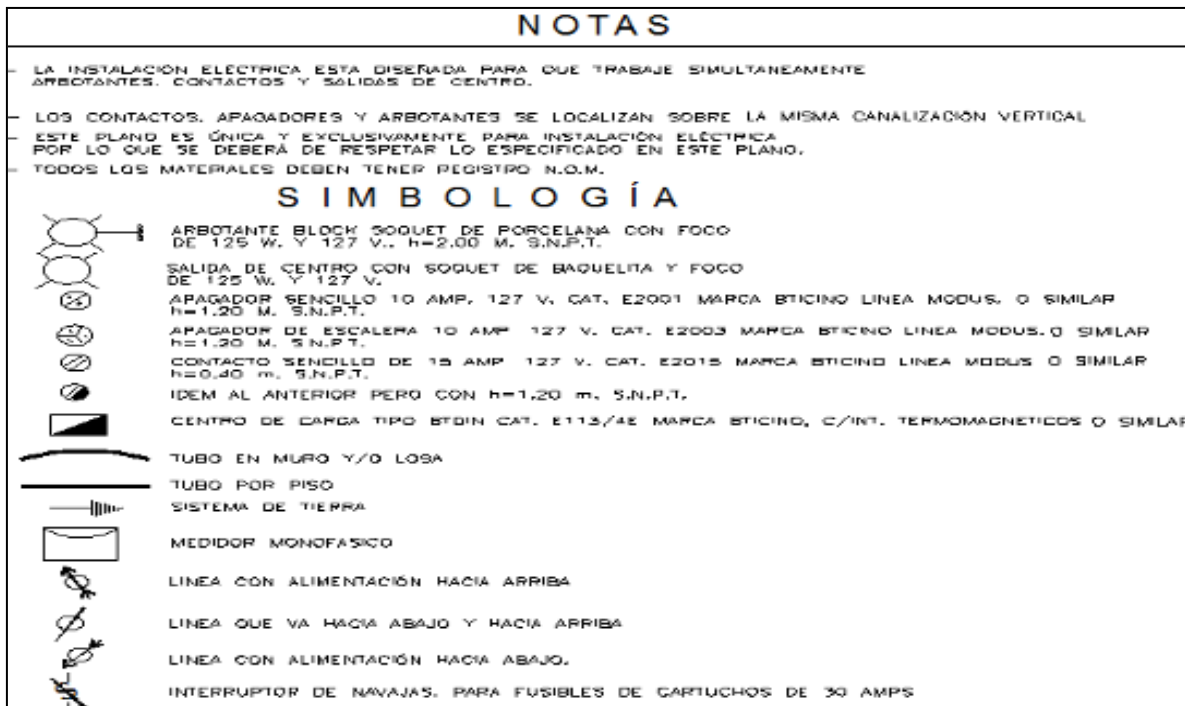 NOTAS
- LA INSTALACIÓN ELÉCTRICA ESTA DISEÑADA PARA QUE TRABAJE SIMULTANEAMENTE
ARBOTANTES, CONTACTOS Y SALIDAS DE CENTRO.
- LOS CONTACTOS, APAGADORES Y ARBOTANTES SE LOCALIZAN SOBRE LA MISMA CANALIZACIÓN VERTICAL
- ESTE PLANO ES ÚNICA Y EXCLUSIVAMENTE PARA INSTALACIÓN ELÉCTRICA
POR LO QUE SE DEBERÁ DE RESPETAR LO ESPECIFICADO EN ESTE PLANO.
- TODOS LOS MATERIALES DEBEN TENER REGISTRO N.O.M.
SIMBOLOGÍA
ARBOTANTE BLOCK SOQUET DE PORCELANA CON FOCO
DE 125 W. Y 127 V., h=2.00 M. S.N.P.T.
SALIDA DE CENTRO CON SOQUET DE BAQUELITA Y FOCO
DE 125 W. Y 127 V.
APAGADOR SENCILLO 10 AMP. 127 V. CAT. E2001 MARCA BTICINO LINEA MODUS. O SIMILAR
h=1.20 M. S.N.P.T.
APAGADOR DE ESCALERA 10 AMP 127 V. CAT. E2003 MARCA BTICINO LINEA MODUS. O SIMILAR
h=1.20 M. S.N.P.T.
CONTACTO SENCILLO DE 15 AMP 127 V. CAT. E2015 MARCA BTICINO LINEA MODUS O SIMILAR
h=0.40 m. S.N.P.T.
IDEM AL ANTERIOR PERO CON h=1.20 m. S.N.P.T.
CENTRO DE CARGA TIPO BTDIN CAT. E113/4E MARCA BTICINO, C/INT. TERMOMAGNETICOS O SIMILAR
TUBO EN MURO Y/O LOSA
TUBO POR PISO
SISTEMA DE TIERRA
MEDIDOR MONOFASICO
LINEA CON ALIMENTACIÓN HACIA ARRIBA
LINEA QUE VA HACIA ABAJO Y HACIA ARRIBA
LINEA CON ALIMENTACIÓN HACIA ABAJO.
INTERRUPTOR DE NAVAJAS. PARA FUSIBLES DE CARTUCHOS DE 30 AMPS